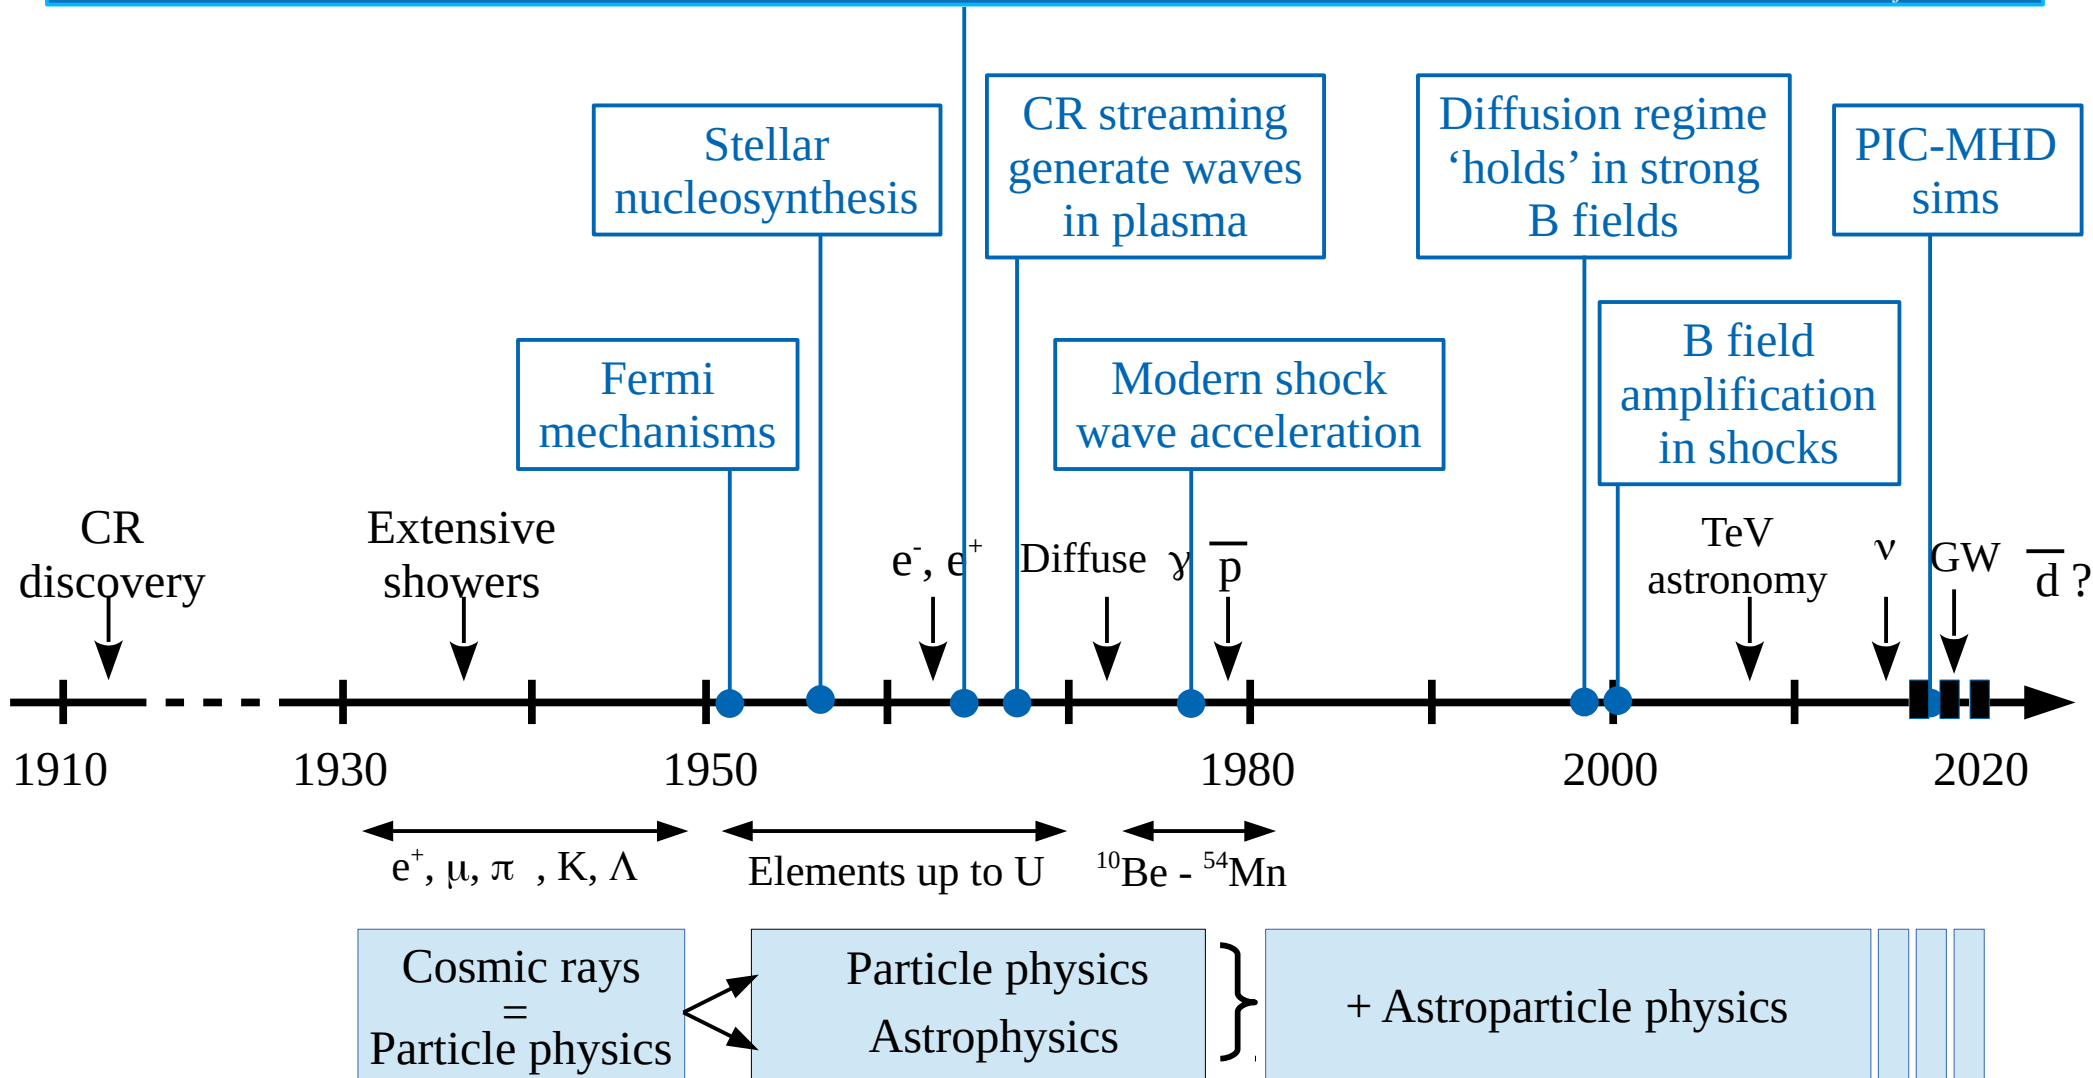 Stellar
nucleosynthesis
CR streaming
generate waves
in plasma
Diffusion regime
‘holds’ in strong
B fields
PIC-MHD
sims
Fermi
mechanisms
Modern shock
wave acceleration
B field
amplification
in shocks
CR
discovery
Extensive
showers
e⁻, e⁺
Diffuse γ
p̅
TeV
astronomy
ν
GW
d̅ ?
1910
1930
1950
1980
2000
2020
e⁺, μ, π , K, Λ
Elements up to U
¹⁰Be - ⁵⁴Mn
Cosmic rays
=
Particle physics
Particle physics
Astrophysics
+ Astroparticle physics